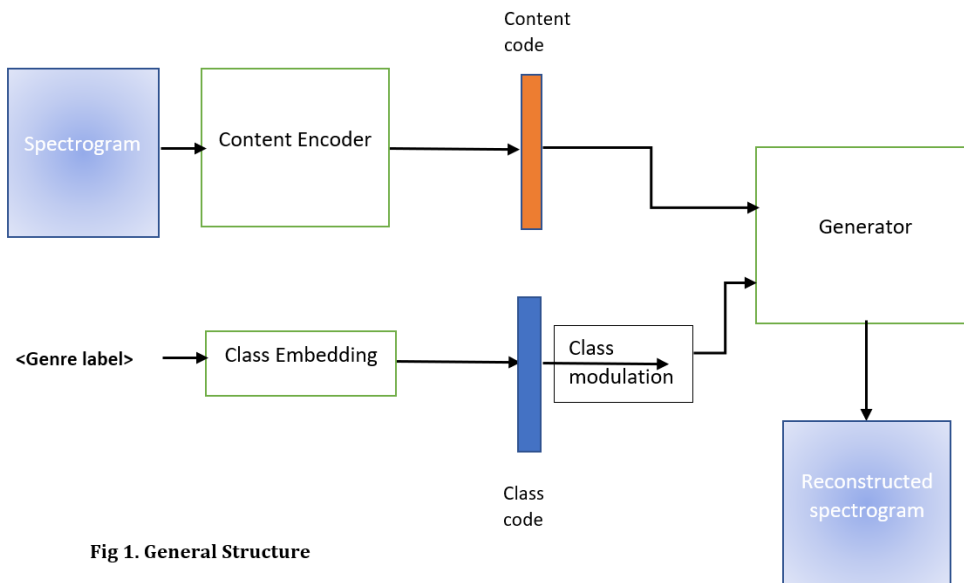 Content
code
Spectrogram
Content Encoder
Generator
<Genre label>
Class Embedding
Class
modulation
Class
code
Reconstructed
spectrogram
Fig 1. General Structure